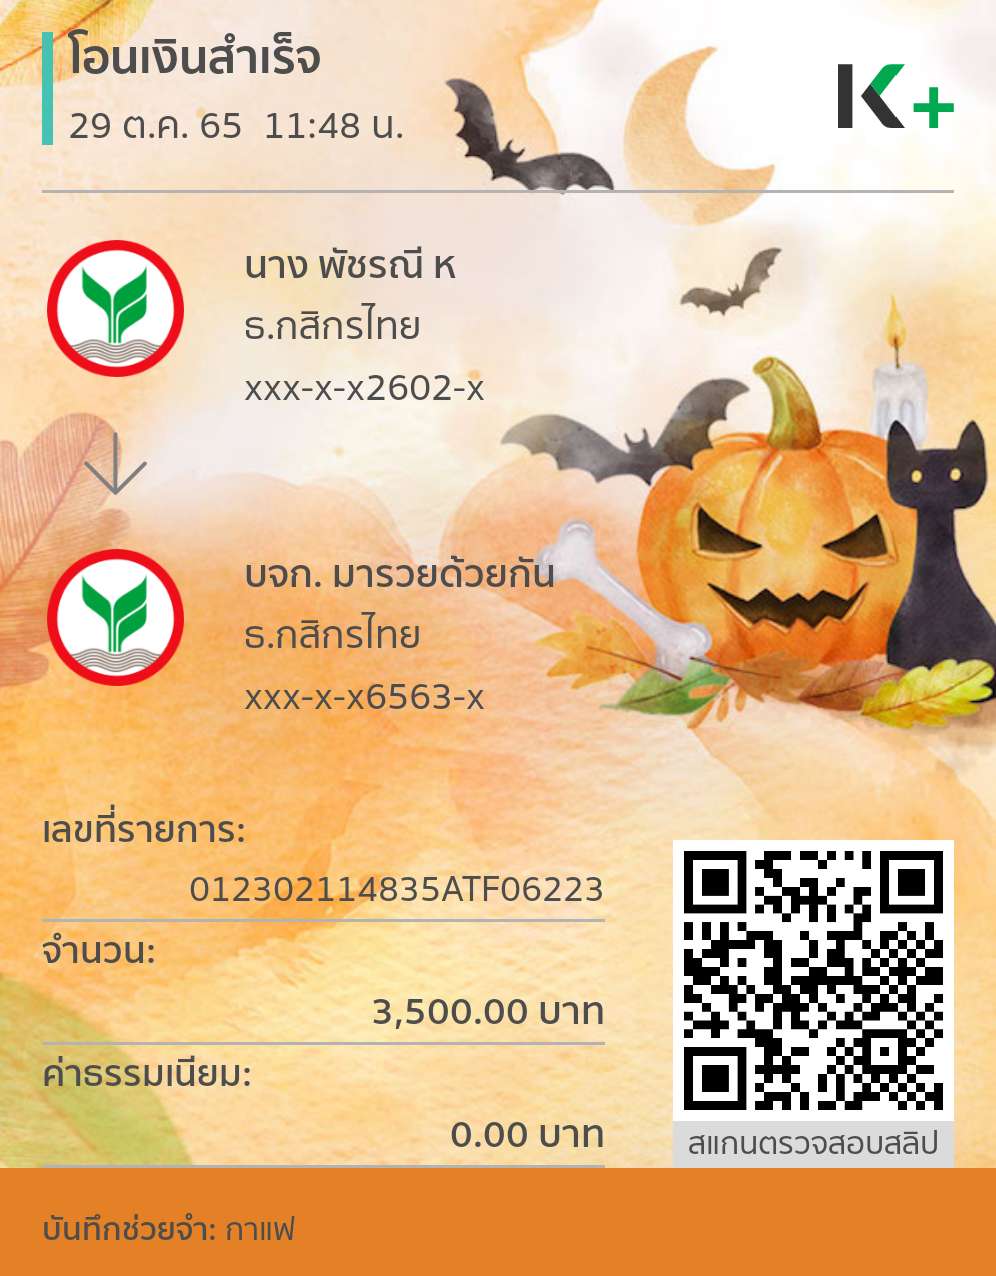 โอนเงินสำเร็จ
29 ต.ค. 65 11:48 น.
K+
นาง พัชรณี ห
ธ.กสิกรไทย
xxx-x-x2602-x
บจก. มารวยด้วยกัน
ธ.กสิกรไทย
xxx-x-x6563-x
เลขที่รายการ:
012302114835ATF06223
จำนวน:
3,500.00 บาท
ค่าธรรมเนียม:
0.00 บาท
สแกนตรวจสอบสลิป
บันทึกช่วยจำ: กาแฟ